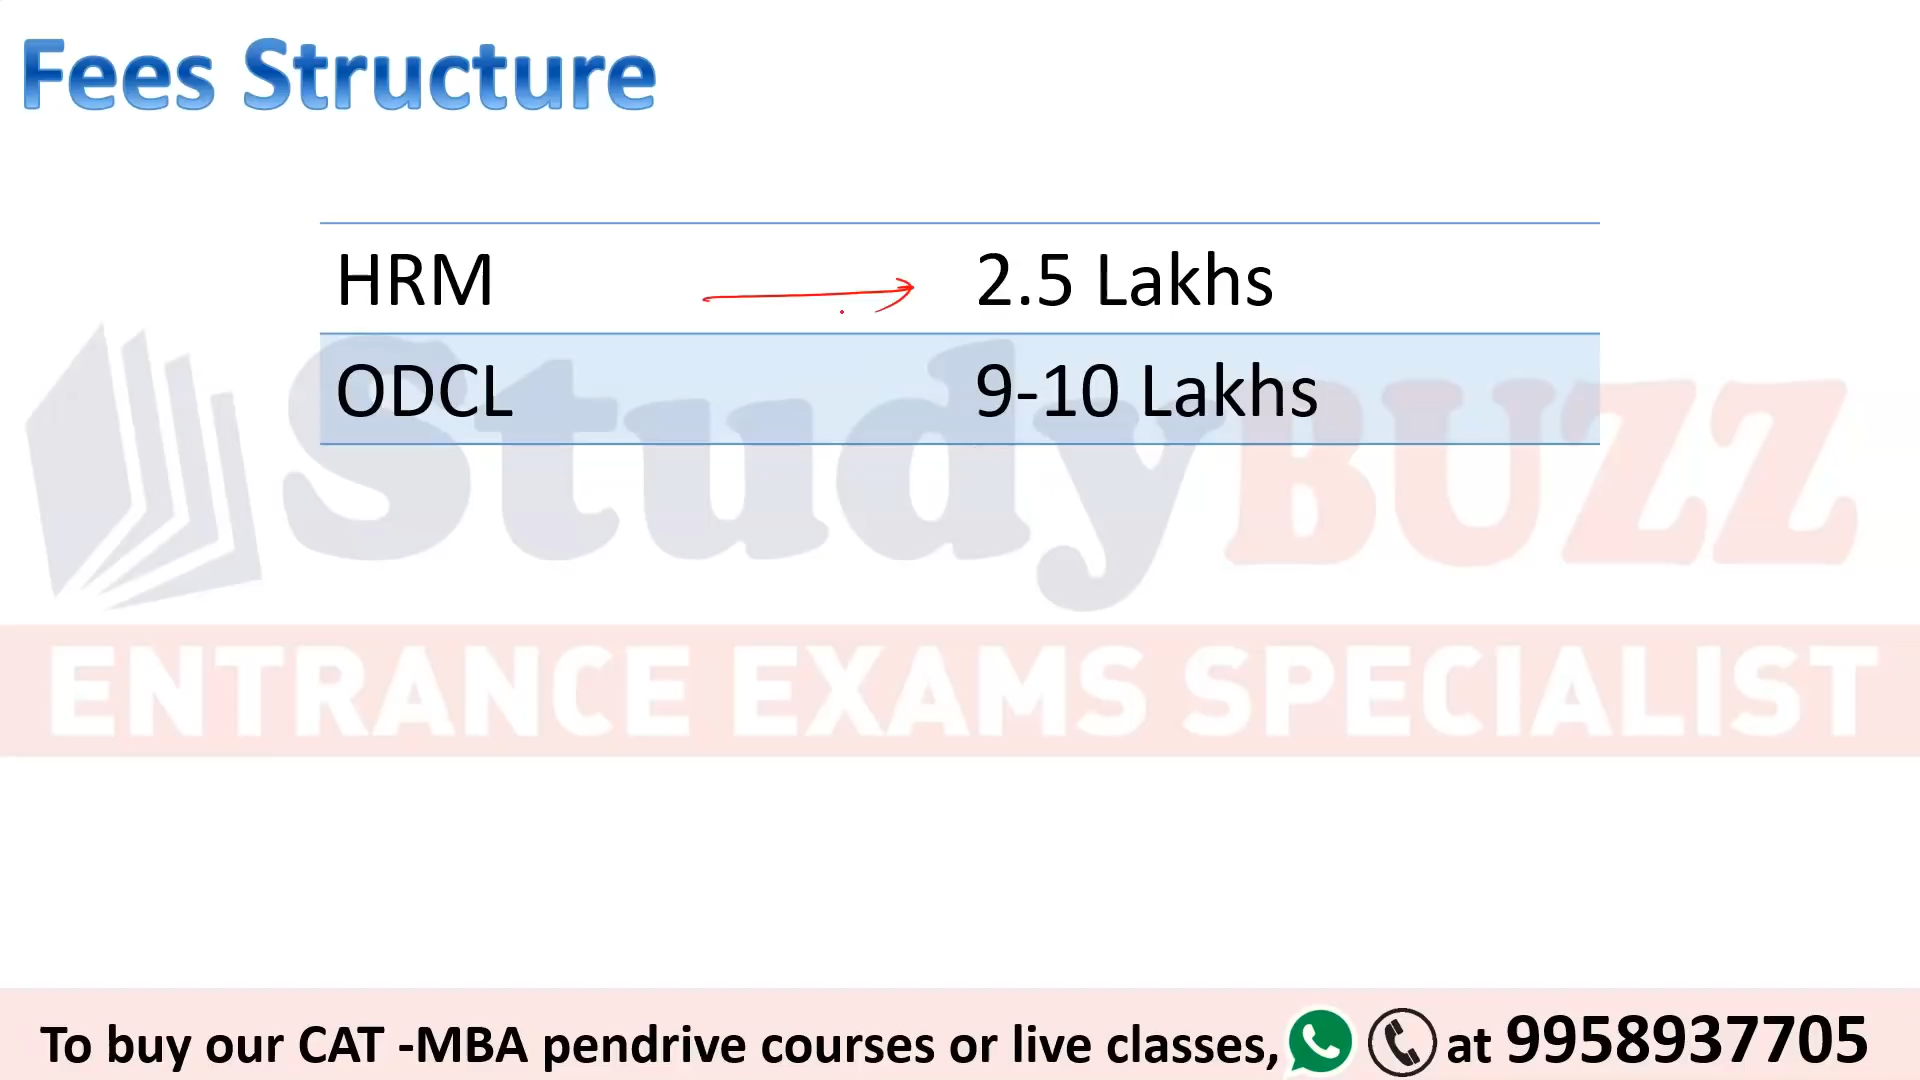 Fees Structure
HRM 2.5 Lakhs
ODCL 9-10 Lakhs
StudyBUZZ
ENTRANCE EXAMS SPECIALIST
To buy our CAT -MBA pendrive courses or live classes, at 9958937705